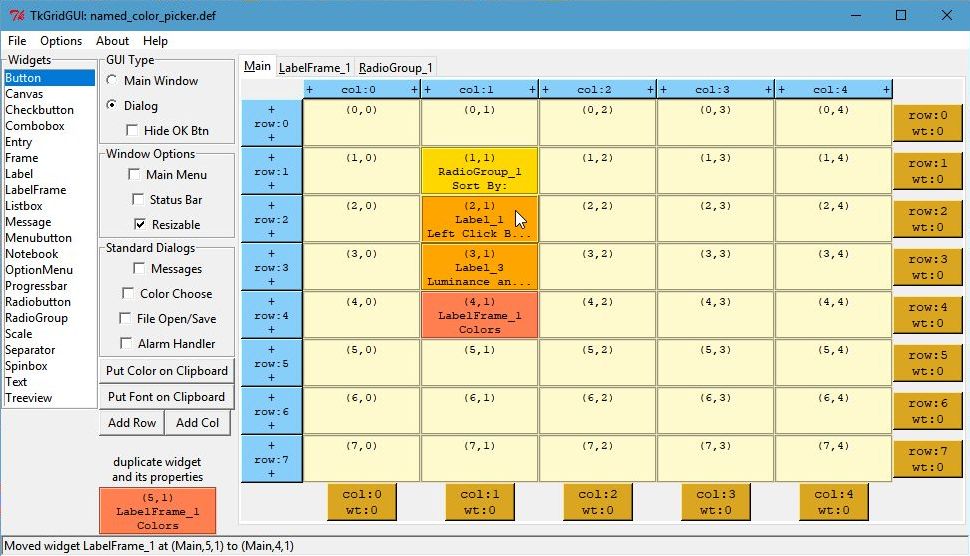 TkGridGUI: named_color_picker.def
File Options About Help
Widgets
Button
Canvas
Checkbutton
Combobox
Entry
Frame
Label
LabelFrame
Listbox
Message
Menubutton
Notebook
OptionMenu
Progressbar
Radiobutton
RadioGroup
Scale
Separator
Spinbox
Text
Treeview
GUI Type
Main Window
Dialog
Hide OK Btn
Window Options
Main Menu
Status Bar
Resizable
Standard Dialogs
Messages
Color Choose
File Open/Save
Alarm Handler
Put Color on Clipboard
Put Font on Clipboard
Add Row Add Col
duplicate widget
and its properties
(5,1)
LabelFrame_1
Colors
Main LabelFrame_1 RadioGroup_1
+ col:0 + + col:1 + + col:2 + + col:3 + + col:4 +
+
row:0
+
(0,0) (0,1) (0,2) (0,3) (0,4)
row:0
wt:0
+
row:1
+
(1,0) (1,1) (1,2) (1,3) (1,4)
RadioGroup_1
Sort By:
row:1
wt:0
+
row:2
+
(2,0) (2,1) (2,2) (2,3) (2,4)
Label_1
Left Click B...
row:2
wt:0
+
row:3
+
(3,0) (3,1) (3,2) (3,3) (3,4)
Label_3
Luminance an...
row:3
wt:0
+
row:4
+
(4,0) (4,1) (4,2) (4,3) (4,4)
LabelFrame_1
Colors
row:4
wt:0
+
row:5
+
(5,0) (5,1) (5,2) (5,3) (5,4)
row:5
wt:0
+
row:6
+
(6,0) (6,1) (6,2) (6,3) (6,4)
row:6
wt:0
+
row:7
+
(7,0) (7,1) (7,2) (7,3) (7,4)
row:7
wt:0
col:0 col:1 col:2 col:3 col:4
wt:0 wt:0 wt:0 wt:0 wt:0
Moved widget LabelFrame_1 at (Main,5,1) to (Main,4,1)